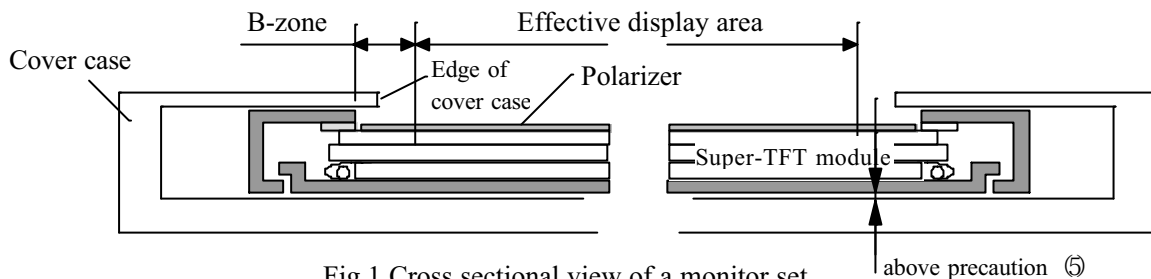 B-zone
Effective display area
Cover case
Edge of
cover case
Polarizer
Super-TFT module
above precaution ⑤
Fig.1 Cross sectional view of a monitor set